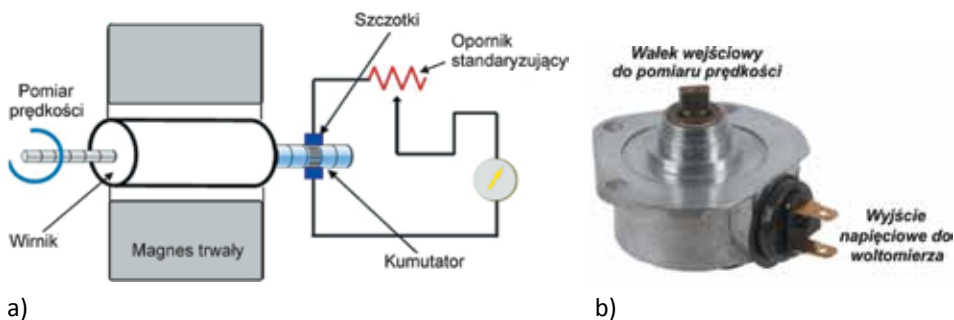 Szczotki
Opornik
standaryzujący
Pomiar
prędkości
Wirnik
Magnes trwały
Kumutator
a)
Wałek wejściowy
do pomiaru prędkości
Wyjście
napięciowe do
woltomierza
b)